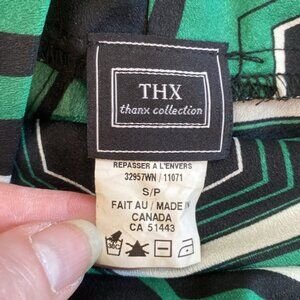 THX
thanx collection
REPASSER A L'ENVERS
32957WN / 11071
S/P
FAIT AU / MADE IN
CANADA
CA 51443